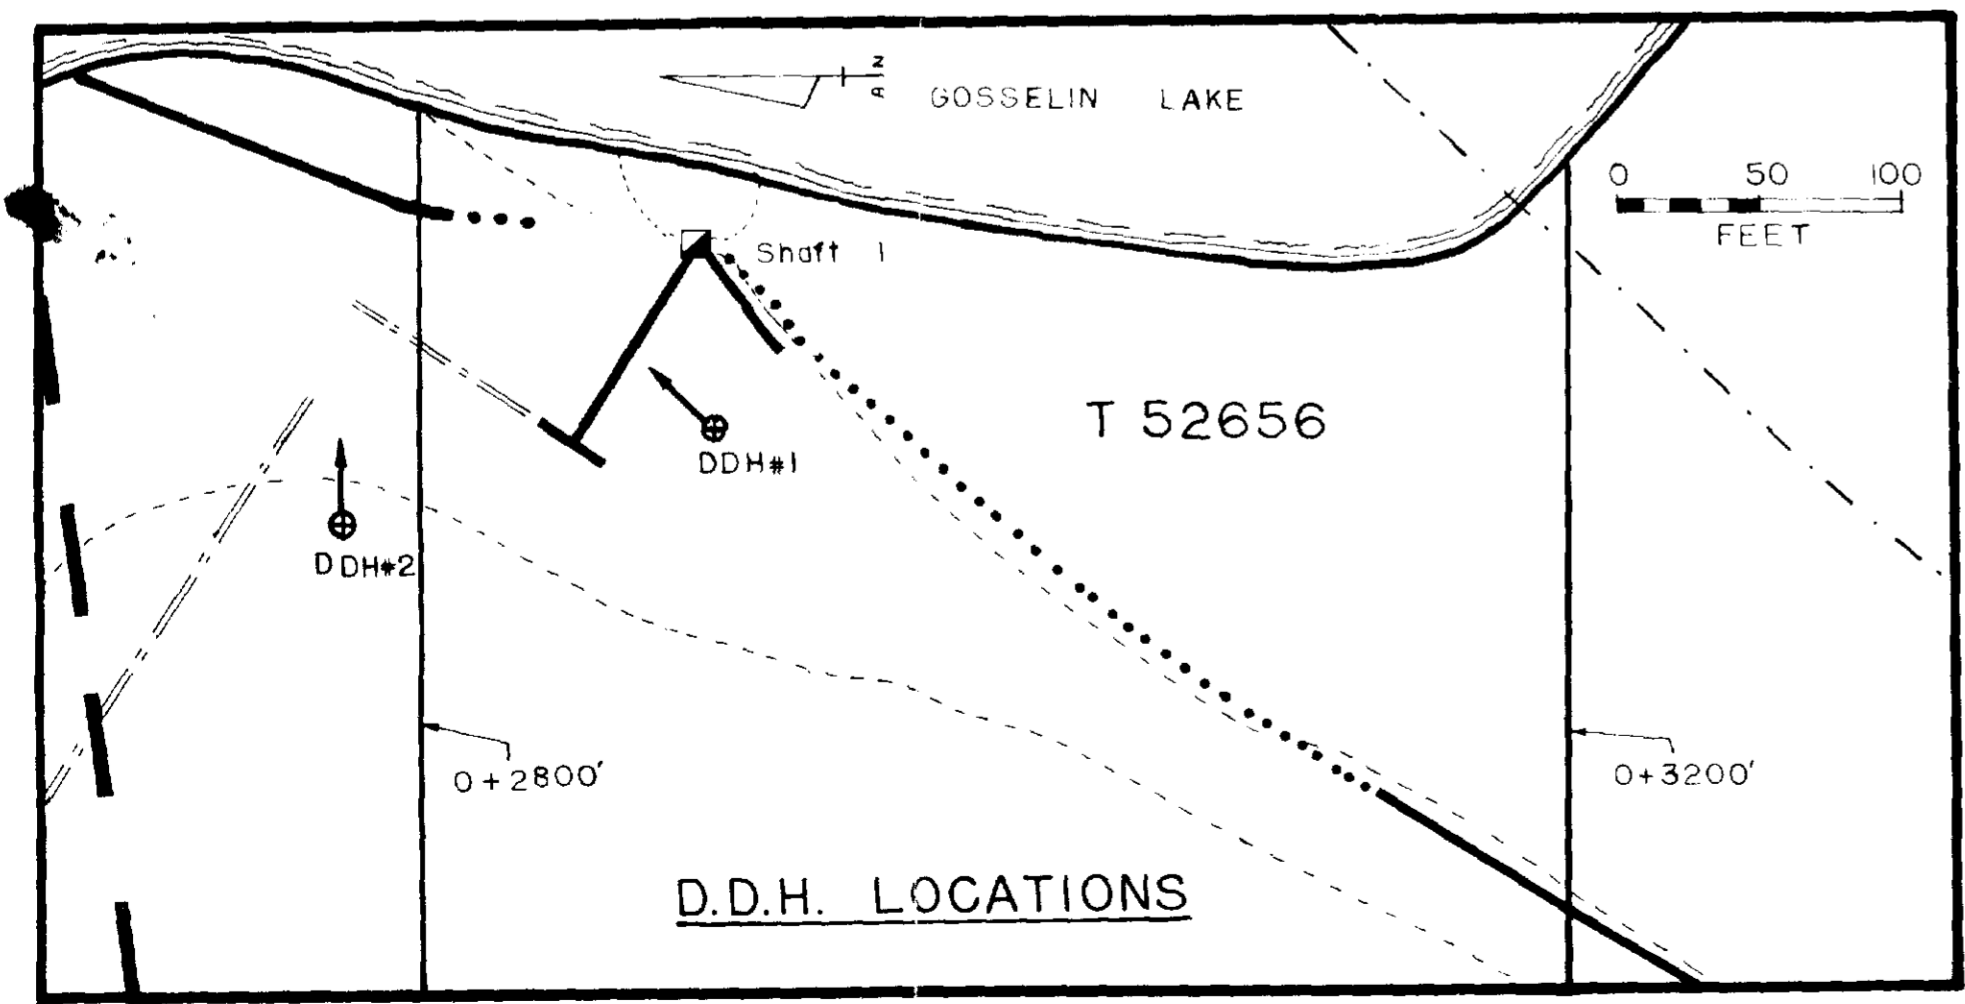 N
A
GOSSELIN LAKE
0 50 100
FEET
Shaft 1
T 52656
DDH#1
DDH#2
0+2800'
0+3200'
D.D.H. LOCATIONS